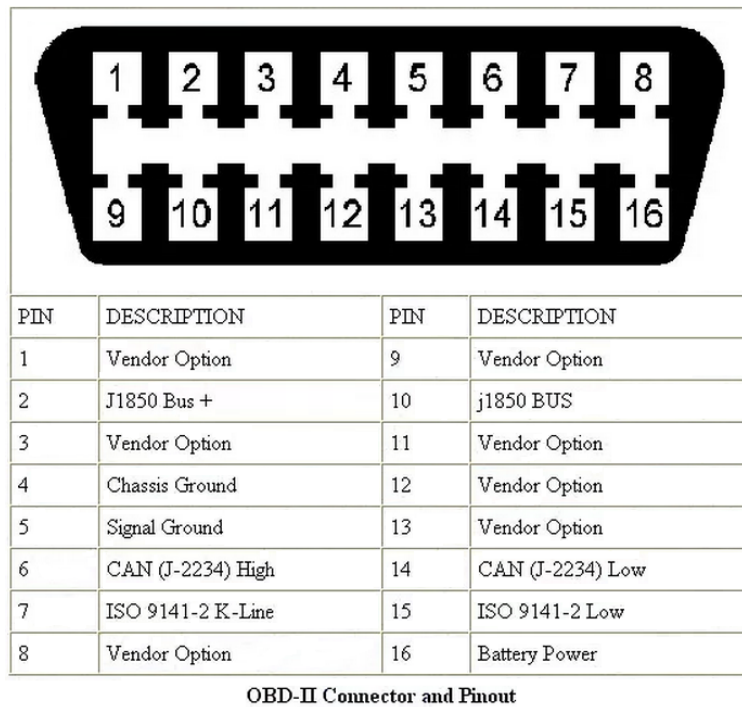 1 2 3 4 5 6 7 8
9 10 11 12 13 14 15 16
PIN DESCRIPTION PIN DESCRIPTION
1 Vendor Option 9 Vendor Option
2 J1850 Bus + 10 j1850 BUS
3 Vendor Option 11 Vendor Option
4 Chassis Ground 12 Vendor Option
5 Signal Ground 13 Vendor Option
6 CAN (J-2234) High 14 CAN (J-2234) Low
7 ISO 9141-2 K-Line 15 ISO 9141-2 Low
8 Vendor Option 16 Battery Power
OBD-II Connector and Pinout